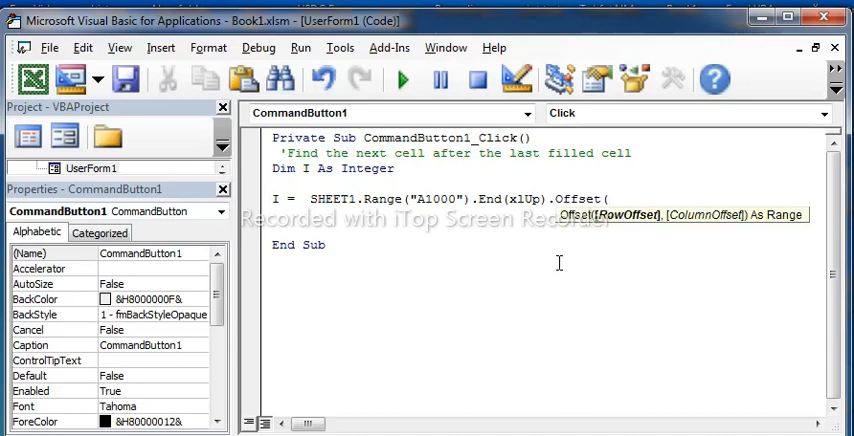 Microsoft Visual Basic for Applications - Book1.xlsm - [UserForm1 (Code)]
File Edit View Insert Format Debug Run Tools Add-Ins Window Help
Project - VBAProject
CommandButton1 Click
UserForm1
Properties - CommandButton1
CommandButton1 CommandButton
Alphabetic Categorized
(Name) CommandButton1
Accelerator
AutoSize False
BackColor &H8000000F&
BackStyle 1 - fmBackStyleOpaque
Cancel False
Caption CommandButton1
ControlTipText
Default False
Enabled True
Font Tahoma
ForeColor &H80000012&
Private Sub CommandButton1_Click()
'Find the next cell after the last filled cell
Dim I As Integer
I = SHEET1.Range("A1000").End(xlUp).Offset(
Offset([RowOffset], [ColumnOffset]) As Range
Recorded with iTop Screen Recorder
End Sub